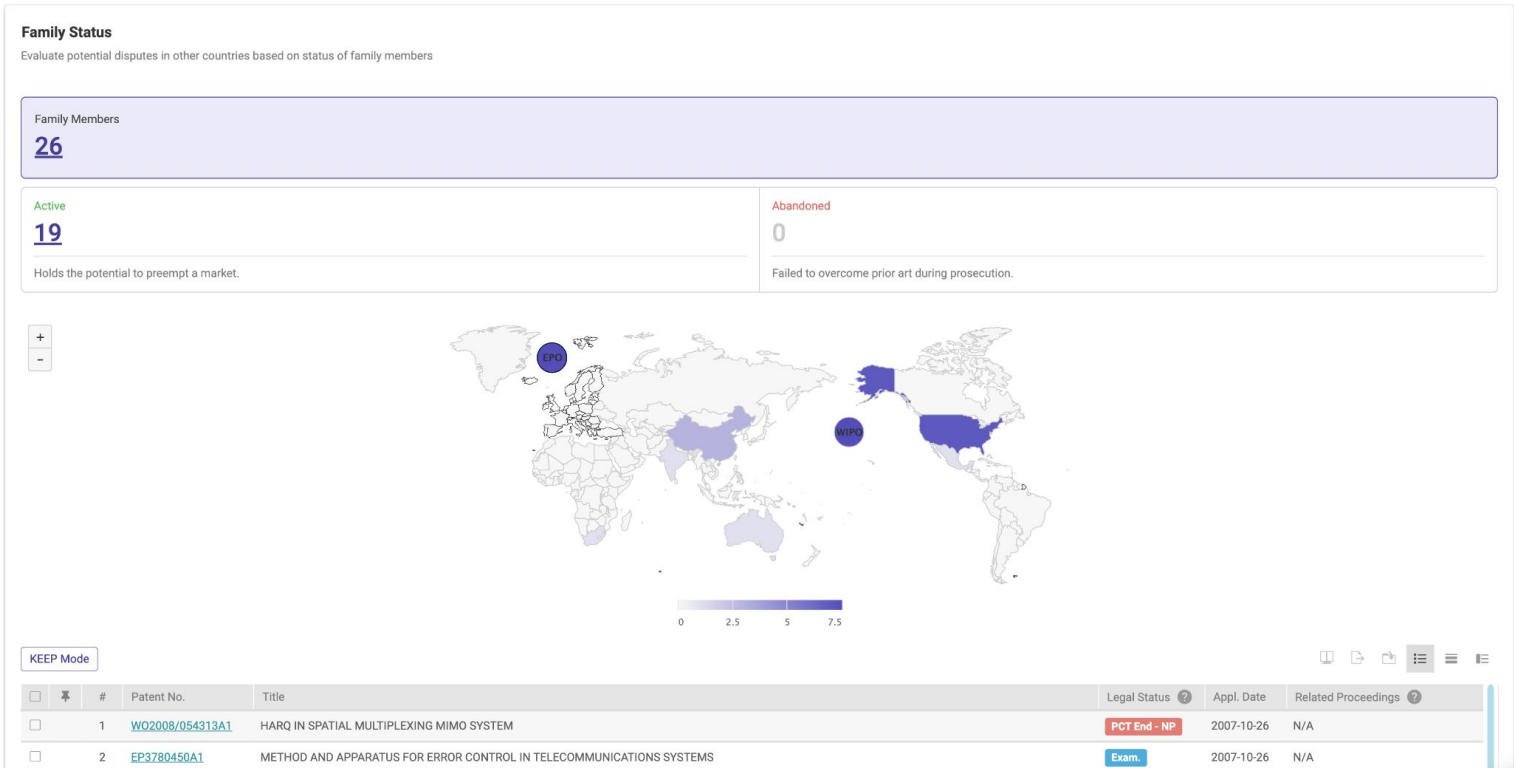 Family Status
Evaluate potential disputes in other countries based on status of family members
Family Members
26
Active
19
Holds the potential to preempt a market.
Abandoned
0
Failed to overcome prior art during prosecution.
+
−
EPO
WIPO
0 2.5 5 7.5
KEEP Mode
# Patent No. Title Legal Status ? Appl. Date Related Proceedings ?
1 WO2008/054313A1 HARQ IN SPATIAL MULTIPLEXING MIMO SYSTEM PCT End - NP 2007-10-26 N/A
2 EP3780450A1 METHOD AND APPARATUS FOR ERROR CONTROL IN TELECOMMUNICATIONS SYSTEMS Exam. 2007-10-26 N/A